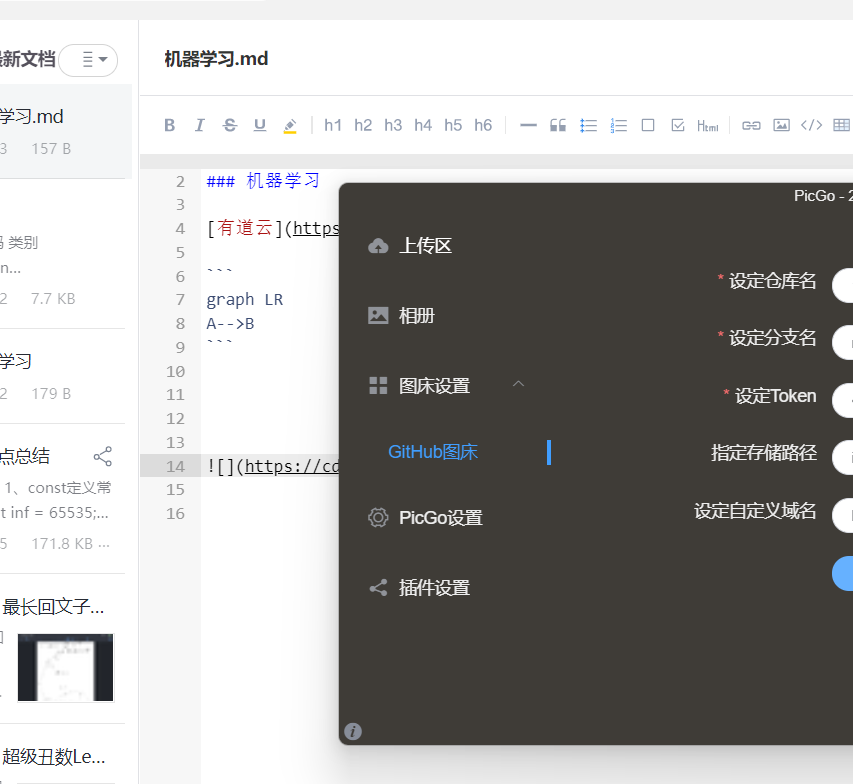 最新文档
学习.md
3 157 B
类别
n...
2 7.7 KB
学习
2 179 B
点总结
1、const定义常
t inf = 65535;...
5 171.8 KB ...
最长回文子...
超级丑数Le...
机器学习.md
B I S U h1 h2 h3 h4 h5 h6 Html </>
2 ### 机器学习
3
4 [有道云](https
5
6 ```
7 graph LR
8 A-->B
9 ```
10
11
12
13
14 ![](https://cd
15
16
PicGo - 2
上传区
相册
图床设置
GitHub图床
PicGo设置
插件设置
* 设定仓库名
* 设定分支名
* 设定Token
指定存储路径
设定自定义域名